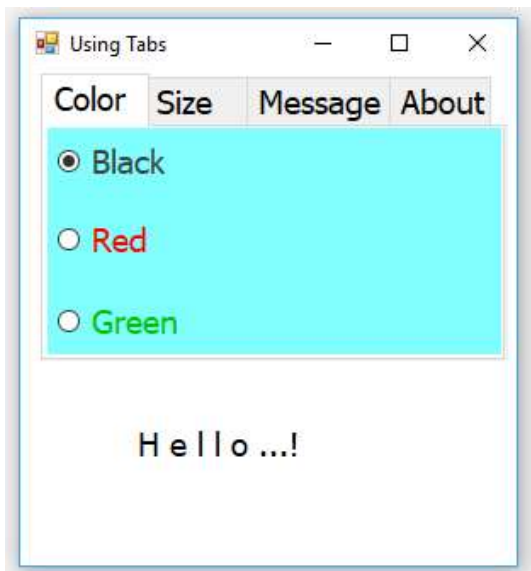 Using Tabs
Color Size Message About
Black
Red
Green
H e l l o ...!